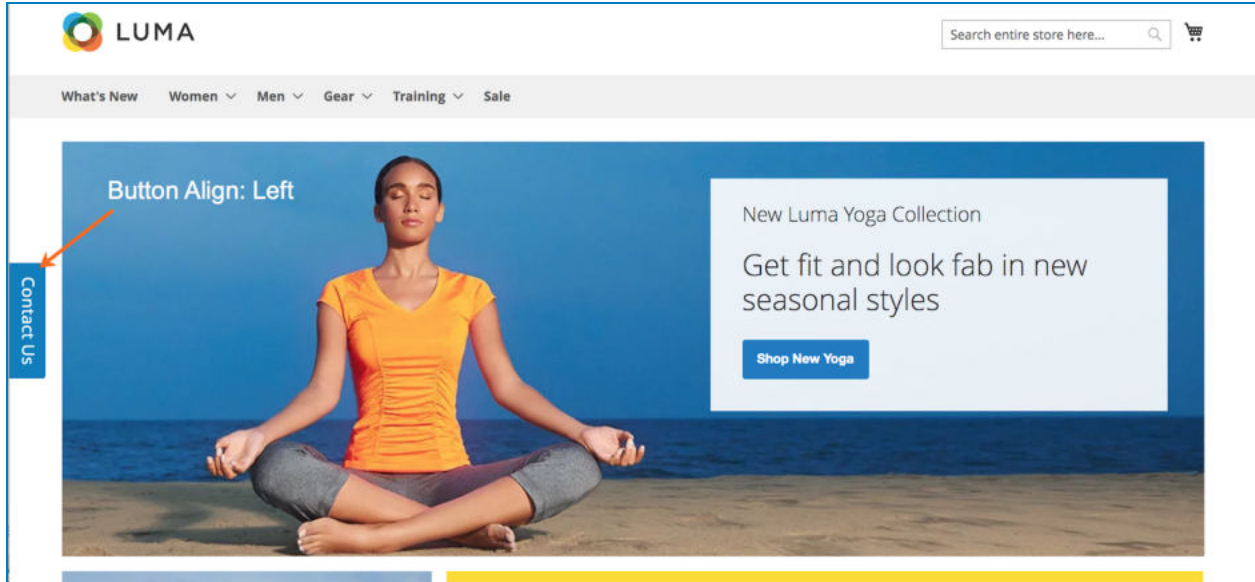 LUMA
Search entire store here...
What's New Women Men Gear Training Sale
Button Align: Left
New Luma Yoga Collection
Get fit and look fab in new
seasonal styles
Contact Us
Shop New Yoga